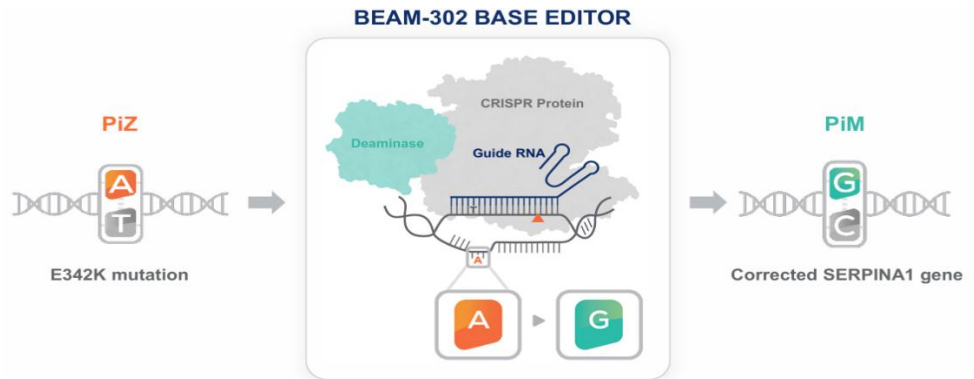 BEAM-302 BASE EDITOR
PiZ
A
T
E342K mutation
CRISPR Protein
Deaminase
Guide RNA
T
A
A
G
PiM
G
C
Corrected SERPINA1 gene